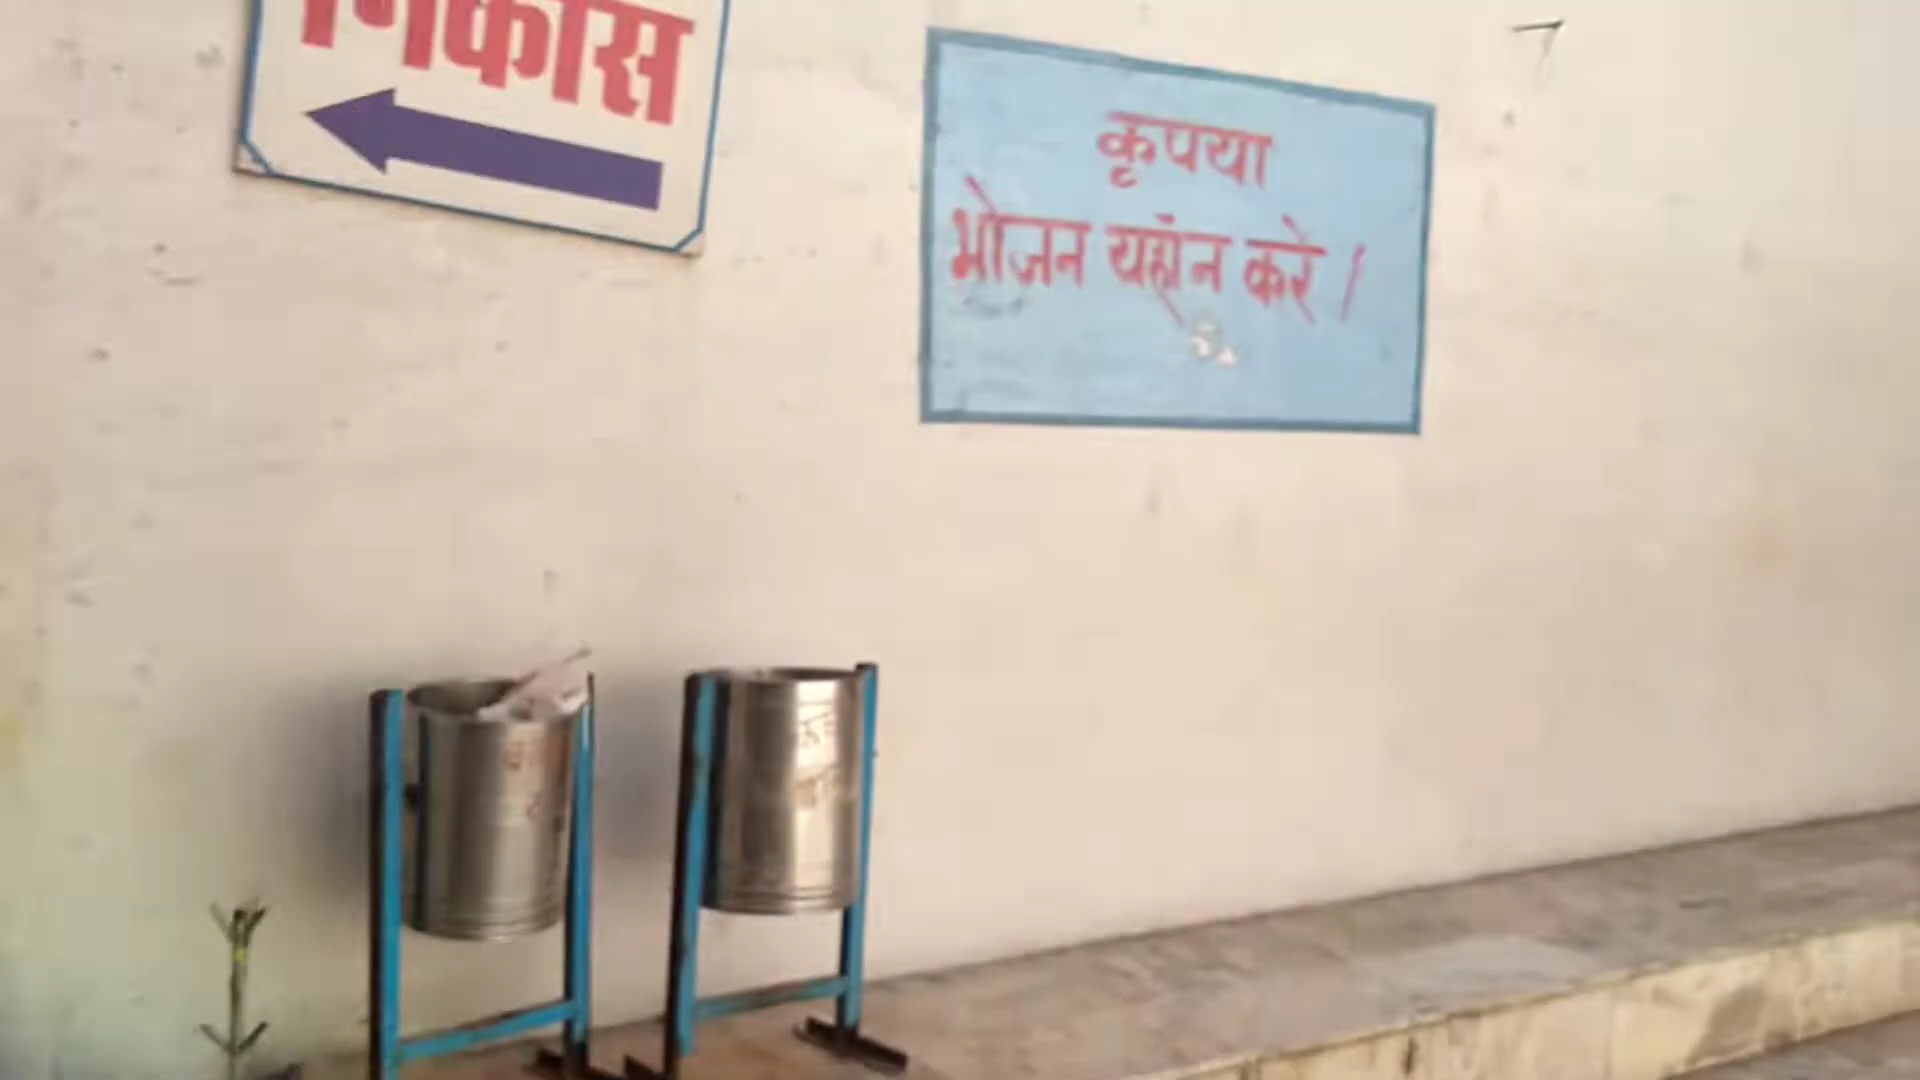 निकास
कृपया
भोजन यहाँ न करे ।